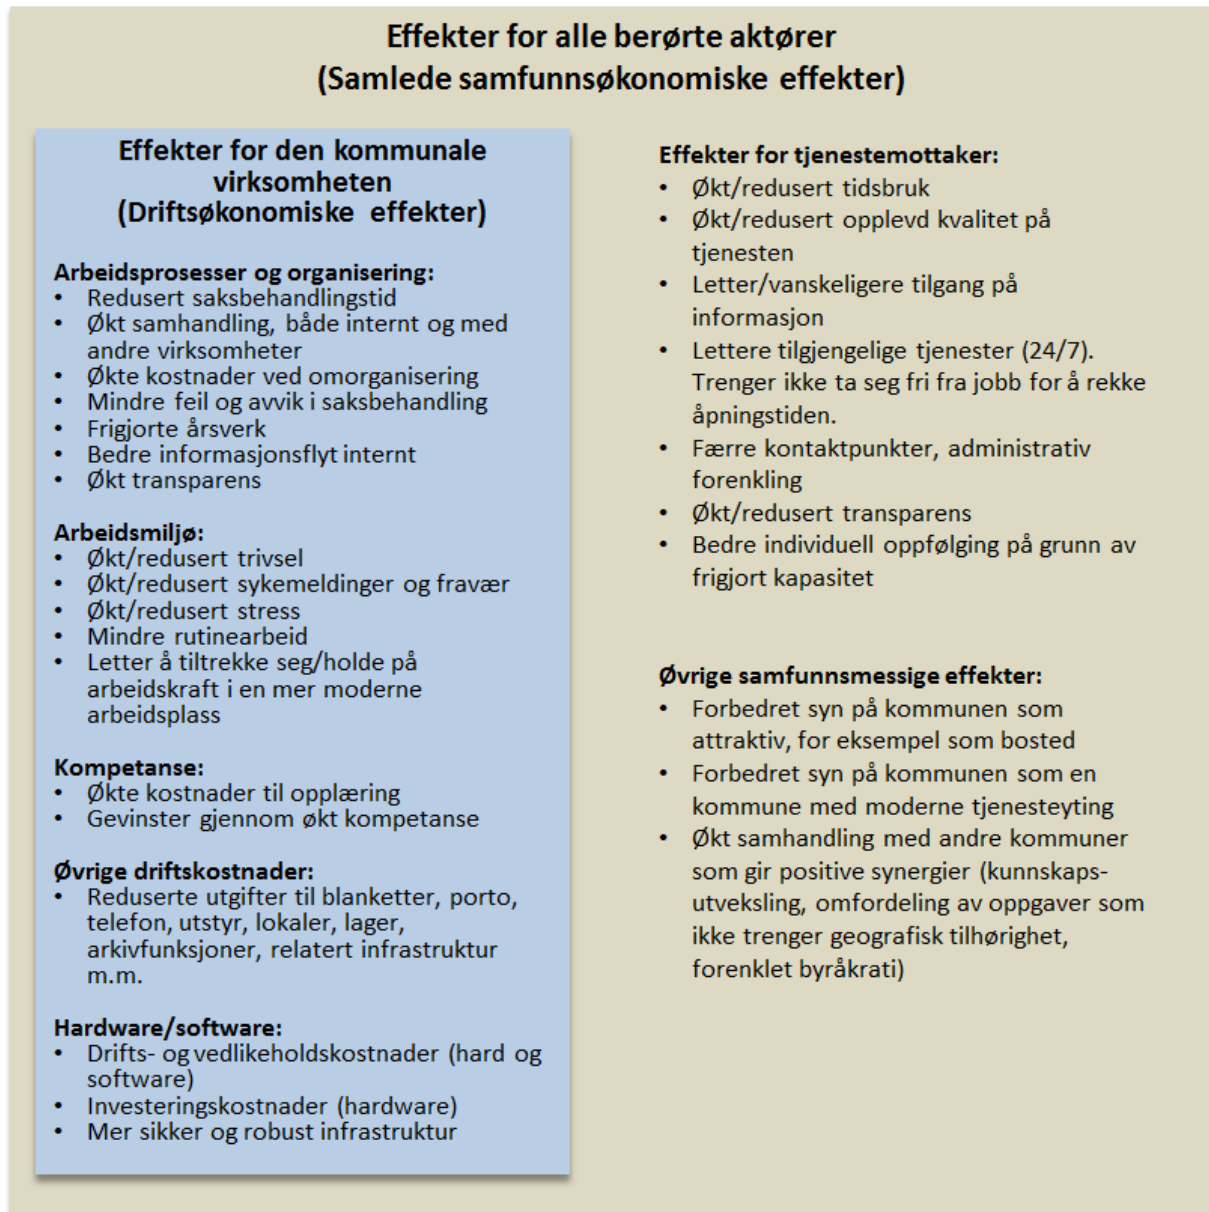 Effekter for alle berørte aktører
(Samlede samfunnsøkonomiske effekter)
Effekter for den kommunale
virksomheten
(Driftsøkonomiske effekter)
Arbeidsprosesser og organisering:
• Redusert saksbehandlingstid
• Økt samhandling, både internt og med
andre virksomheter
• Økte kostnader ved omorganisering
• Mindre feil og avvik i saksbehandling
• Frigjorte årsverk
• Bedre informasjonsflyt internt
• Økt transparens
Arbeidsmiljø:
• Økt/redusert trivsel
• Økt/redusert sykemeldinger og fravær
• Økt/redusert stress
• Mindre rutinearbeid
• Letter å tiltrekke seg/holde på
arbeidskraft i en mer moderne
arbeidsplass
Kompetanse:
• Økte kostnader til opplæring
• Gevinster gjennom økt kompetanse
Øvrige driftskostnader:
• Reduserte utgifter til blanketter, porto,
telefon, utstyr, lokaler, lager,
arkivfunksjoner, relatert infrastruktur
m.m.
Hardware/software:
• Drifts- og vedlikeholdskostnader (hard og
software)
• Investeringskostnader (hardware)
• Mer sikker og robust infrastruktur
Effekter for tjenestemottaker:
• Økt/redusert tidsbruk
• Økt/redusert opplevd kvalitet på
tjenesten
• Letter/vanskeligere tilgang på
informasjon
• Lettere tilgjengelige tjenester (24/7).
Trenger ikke ta seg fri fra jobb for å rekke
åpningstiden.
• Færre kontaktpunkter, administrativ
forenkling
• Økt/redusert transparens
• Bedre individuell oppfølging på grunn av
frigjort kapasitet
Øvrige samfunnsmessige effekter:
• Forbedret syn på kommunen som
attraktiv, for eksempel som bosted
• Forbedret syn på kommunen som en
kommune med moderne tjenesteyting
• Økt samhandling med andre kommuner
som gir positive synergier (kunnskaps-
utveksling, omfordeling av oppgaver som
ikke trenger geografisk tilhørighet,
forenklet byråkrati)